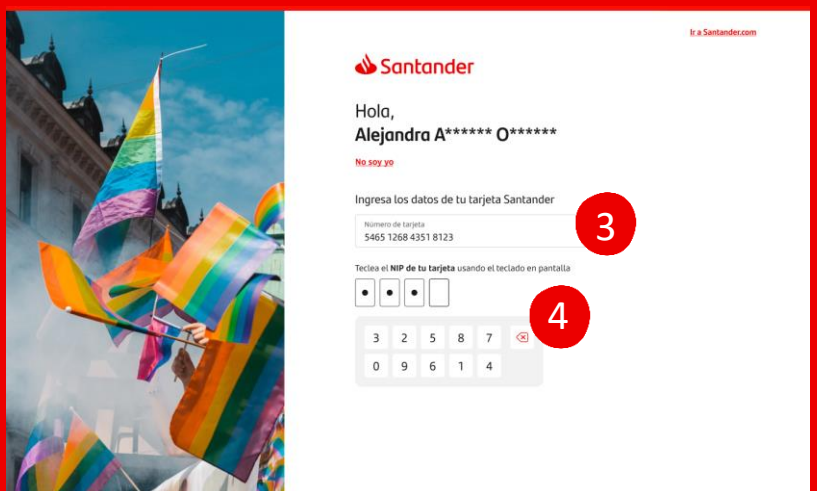 Ir a Santander.com
Santander
Hola,
Alejandra A****** O******
No soy yo
Ingresa los datos de tu tarjeta Santander
Número de tarjeta
5465 1268 4351 8123
3
Teclea el NIP de tu tarjeta usando el teclado en pantalla
4
3 2 5 8 7
0 9 6 1 4